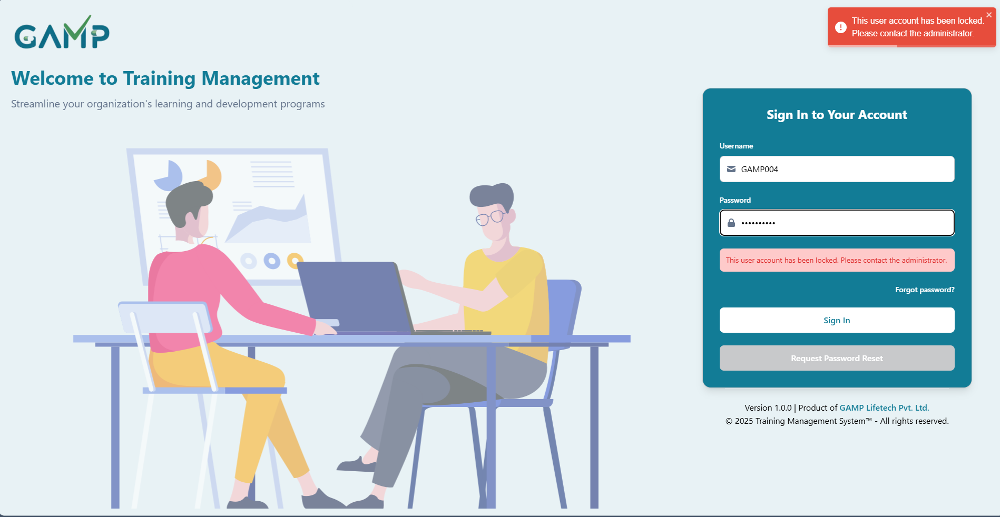 GAMP
Welcome to Training Management
Streamline your organization's learning and development programs
This user account has been locked.
Please contact the administrator.
Sign In to Your Account
Username
GAMP004
Password
••••••••••
This user account has been locked. Please contact the administrator.
Forgot password?
Sign In
Request Password Reset
Version 1.0.0 | Product of GAMP Lifetech Pvt. Ltd.
© 2025 Training Management System™ - All rights reserved.